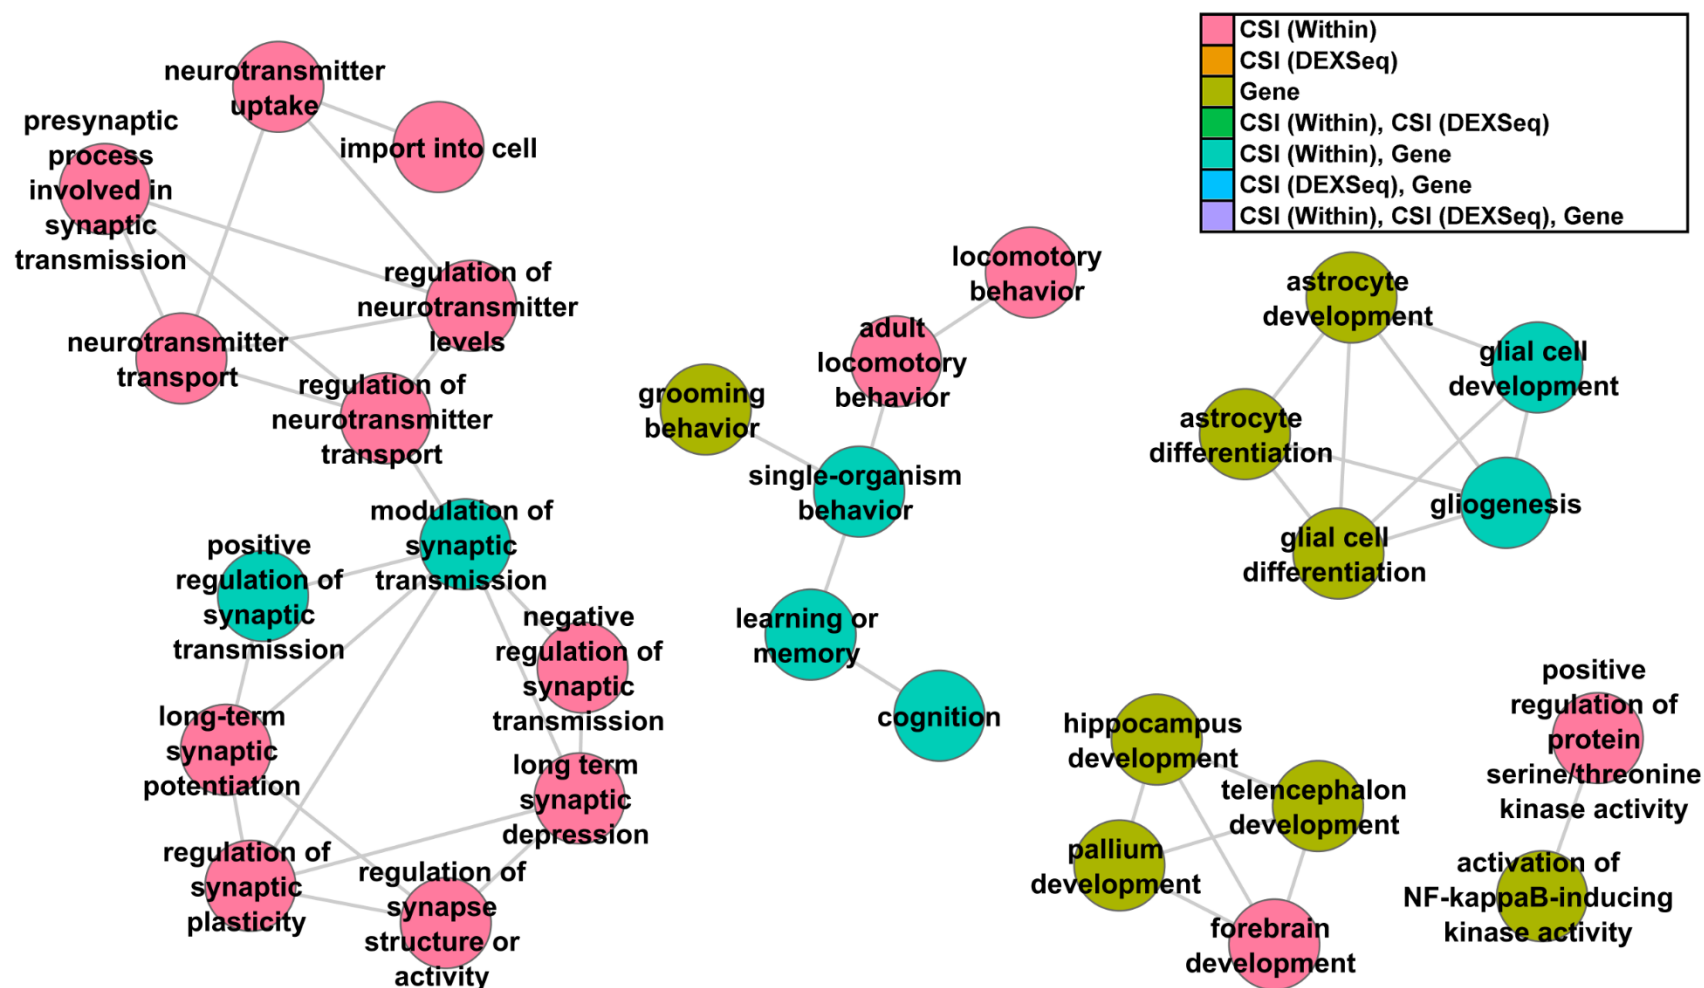 CSI (Within)
CSI (DEXSeq)
Gene
CSI (Within), CSI (DEXSeq)
CSI (Within), Gene
CSI (DEXSeq), Gene
CSI (Within), CSI (DEXSeq), Gene
neurotransmitter
uptake
import into cell
presynaptic
process
involved in
synaptic
transmission
regulation of
neurotransmitter
levels
neurotransmitter
transport
regulation of
neurotransmitter
transport
modulation of
synaptic
transmission
positive
regulation of
synaptic
transmission
negative
regulation of
synaptic
transmission
long-term
synaptic
potentiation
long term
synaptic
depression
regulation of
synaptic
plasticity
regulation of
synapse
structure or
activity
locomotory
behavior
adult
locomotory
behavior
grooming
behavior
single-organism
behavior
learning or
memory
cognition
astrocyte
development
glial cell
development
astrocyte
differentiation
gliogenesis
glial cell
differentiation
hippocampus
development
telencephalon
development
pallium
development
forebrain
development
positive
regulation of
protein
serine/threonine
kinase activity
activation of
NF-kappaB-inducing
kinase activity